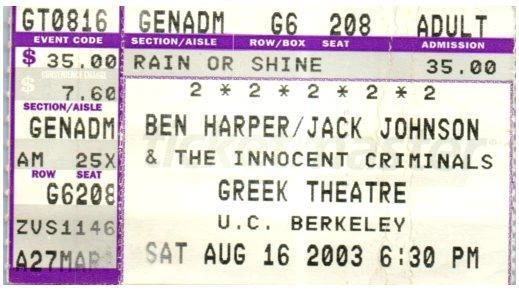 GT0816 GENADM G6 208 ADULT
EVENT CODE SECTION/AISLE ROW/BOX SEAT ADMISSION
$ 35.00 RAIN OR SHINE 35.00
CONVENIENCE CHARGE
7.60 2 * 2 * 2 * 2 * 2
SECTION/AISLE
GENADM BEN HARPER/JACK JOHNSON
AM 25X & THE INNOCENT CRIMINALS
ROW SEAT
G6208 GREEK THEATRE
ZVS1146 U.C. BERKELEY
A27MAR SAT AUG 16 2003 6:30 PM